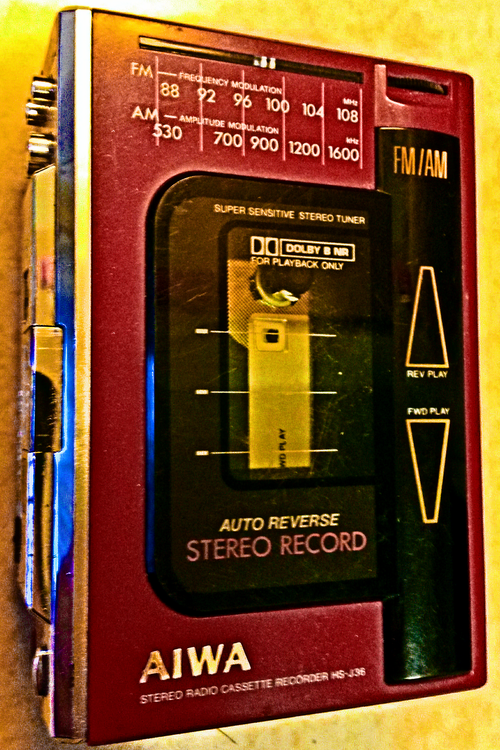 FM — FREQUENCY MODULATION
88 92 96 100 104 108 MHz
AM — AMPLITUDE MODULATION
530 700 900 1200 1600 kHz
FM/AM
SUPER SENSITIVE STEREO TUNER
DOLBY B NR
FOR PLAYBACK ONLY
REV PLAY
FWD PLAY
WD PLAY
AUTO REVERSE
STEREO RECORD
AIWA
STEREO RADIO CASSETTE RECORDER HS-J36